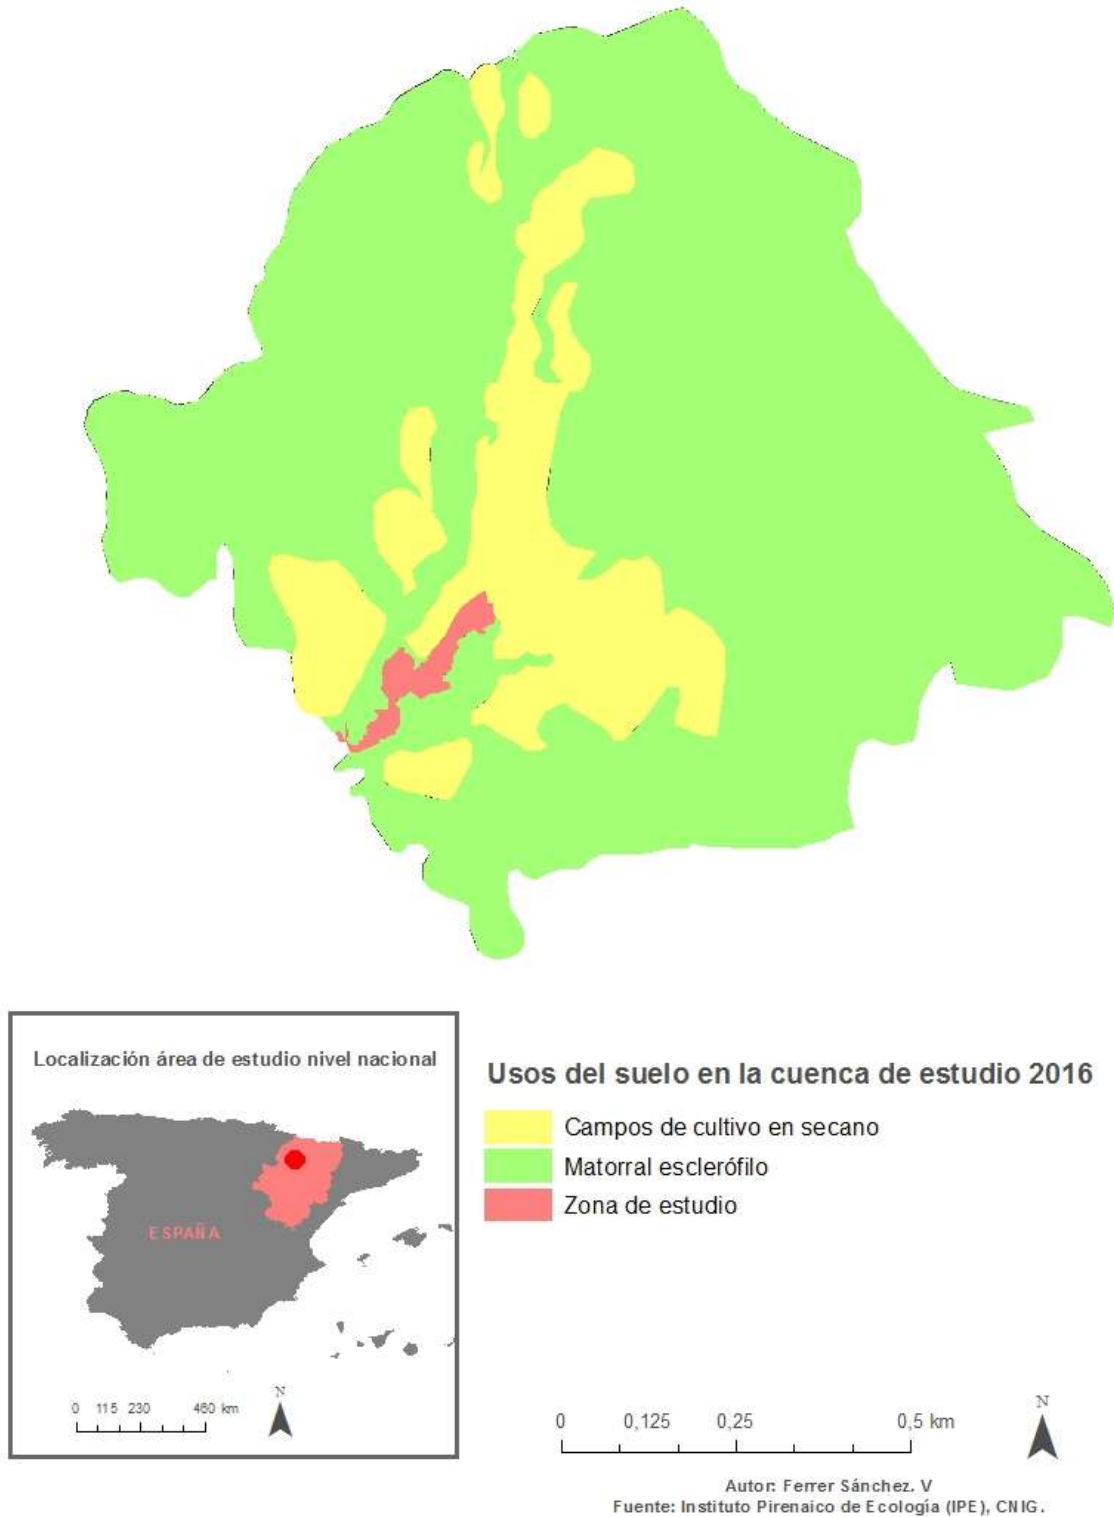 Localización área de estudio nivel nacional
ESPAÑA
0 115 230 460 km
N
Usos del suelo en la cuenca de estudio 2016
Campos de cultivo en secano
Matorral esclerófilo
Zona de estudio
0 0,125 0,25 0,5 km
N
Autor: Ferrer Sánchez. V
Fuente: Instituto Pirenaico de Ecología (IPE), CNIG.